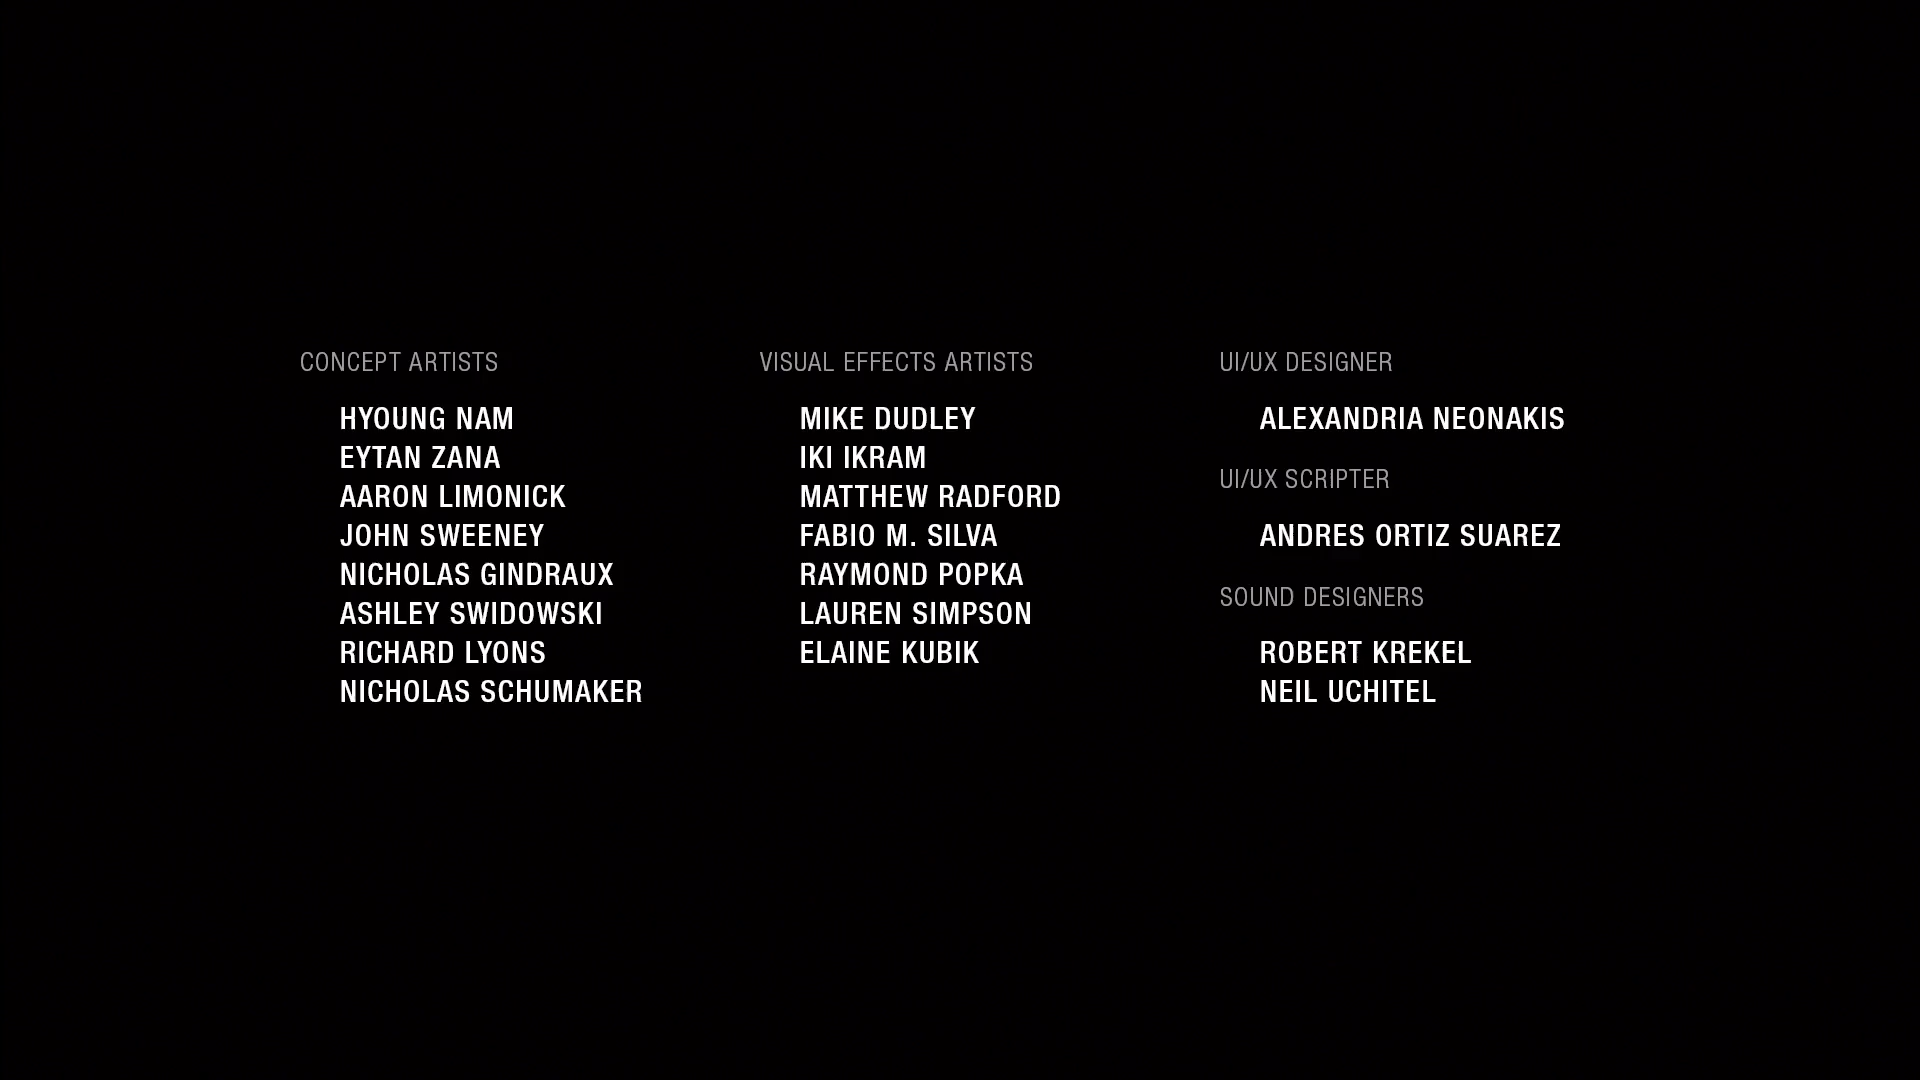 CONCEPT ARTISTS
HYOUNG NAM
EYTAN ZANA
AARON LIMONICK
JOHN SWEENEY
NICHOLAS GINDRAUX
ASHLEY SWIDOWSKI
RICHARD LYONS
NICHOLAS SCHUMAKER
VISUAL EFFECTS ARTISTS
MIKE DUDLEY
IKI IKRAM
MATTHEW RADFORD
FABIO M. SILVA
RAYMOND POPKA
LAUREN SIMPSON
ELAINE KUBIK
UI/UX DESIGNER
ALEXANDRIA NEONAKIS
UI/UX SCRIPTER
ANDRES ORTIZ SUAREZ
SOUND DESIGNERS
ROBERT KREKEL
NEIL UCHITEL